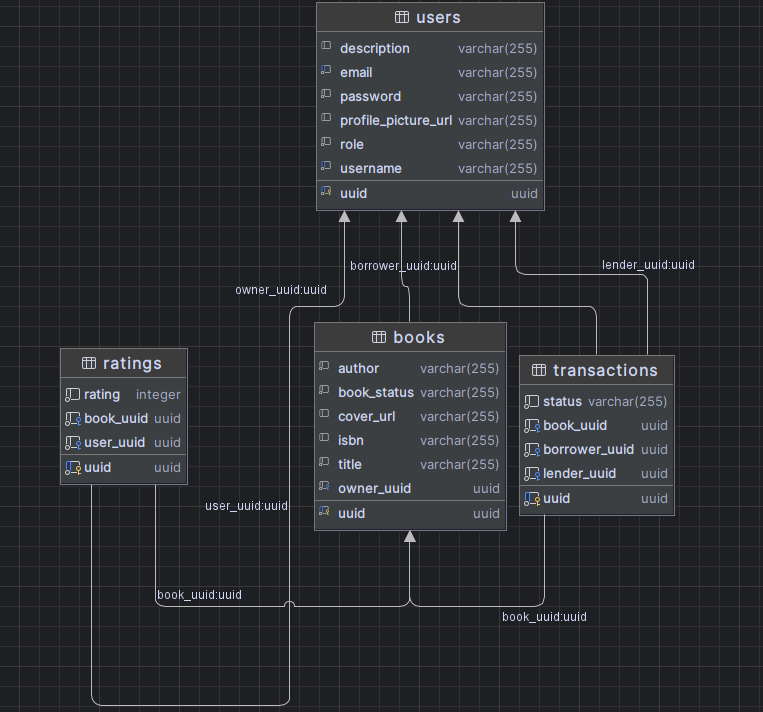 users
description varchar(255)
email varchar(255)
password varchar(255)
profile_picture_url varchar(255)
role varchar(255)
username varchar(255)
uuid uuid
borrower_uuid:uuid
lender_uuid:uuid
owner_uuid:uuid
ratings
rating integer
book_uuid uuid
user_uuid uuid
uuid uuid
books
author varchar(255)
book_status varchar(255)
cover_url varchar(255)
isbn varchar(255)
title varchar(255)
owner_uuid uuid
uuid uuid
transactions
status varchar(255)
book_uuid uuid
borrower_uuid uuid
lender_uuid uuid
uuid uuid
user_uuid:uuid
book_uuid:uuid
book_uuid:uuid